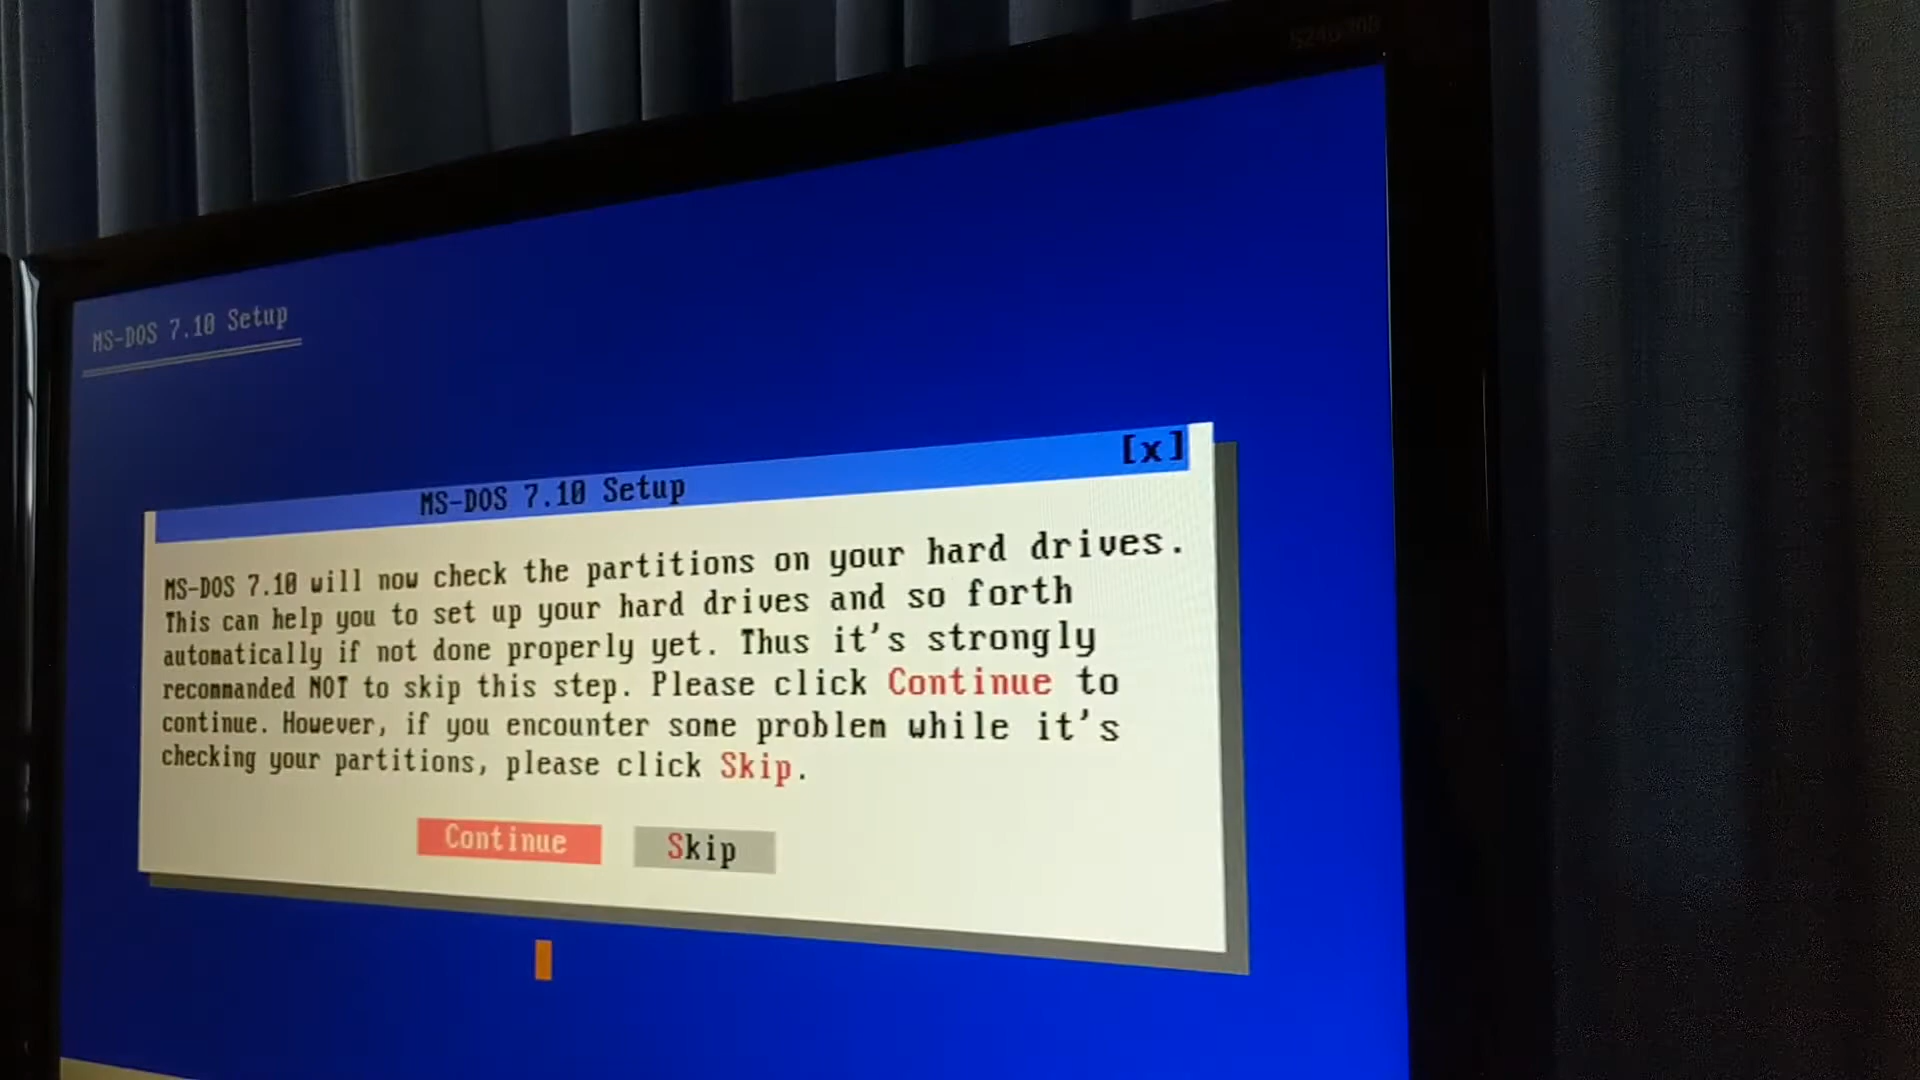 MS-DOS 7.10 Setup
[x]
MS-DOS 7.10 Setup
MS-DOS 7.10 will now check the partitions on your hard drives.
This can help you to set up your hard drives and so forth
automatically if not done properly yet. Thus it's strongly
recommanded NOT to skip this step. Please click Continue to
continue. However, if you encounter some problem while it's
checking your partitions, please click Skip.
Continue Skip